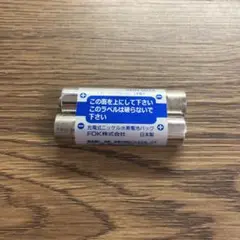 この面を上にして下さい
このラベルは破らないで
下さい
充電式ニッケル水素電池パック
FDK株式会社 日本製